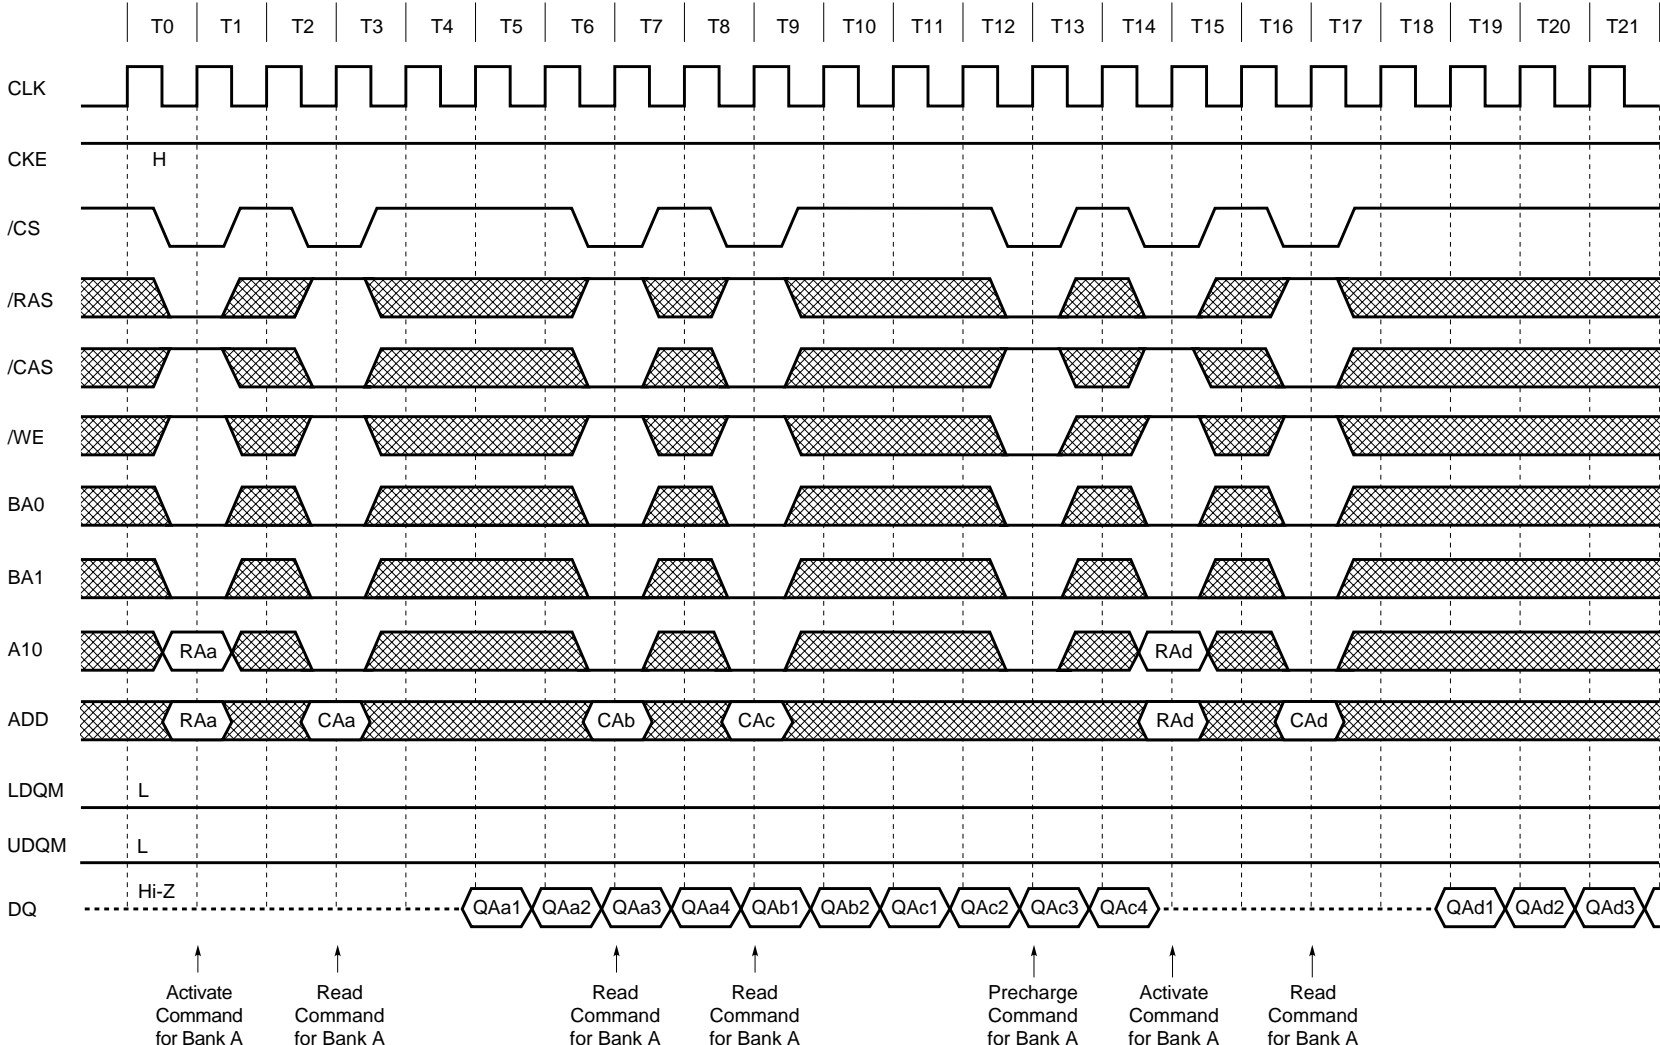 T0 T1 T2 T3 T4 T5 T6 T7 T8 T9 T10 T11 T12 T13 T14 T15 T16 T17 T18 T19 T20 T21
CLK
CKE H
/CS
/RAS
/CAS
/WE
BA0
BA1
A10 RAa RAd
ADD RAa CAa CAb CAc RAd CAd
LDQM L
UDQM L
Hi-Z
DQ QAa1 QAa2 QAa3 QAa4 QAb1 QAb2 QAc1 QAc2 QAc3 QAc4 QAd1 QAd2 QAd3
Activate Read Read Read Precharge Activate Read
Command Command Command Command Command Command Command
for Bank A for Bank A for Bank A for Bank A for Bank A for Bank A for Bank A